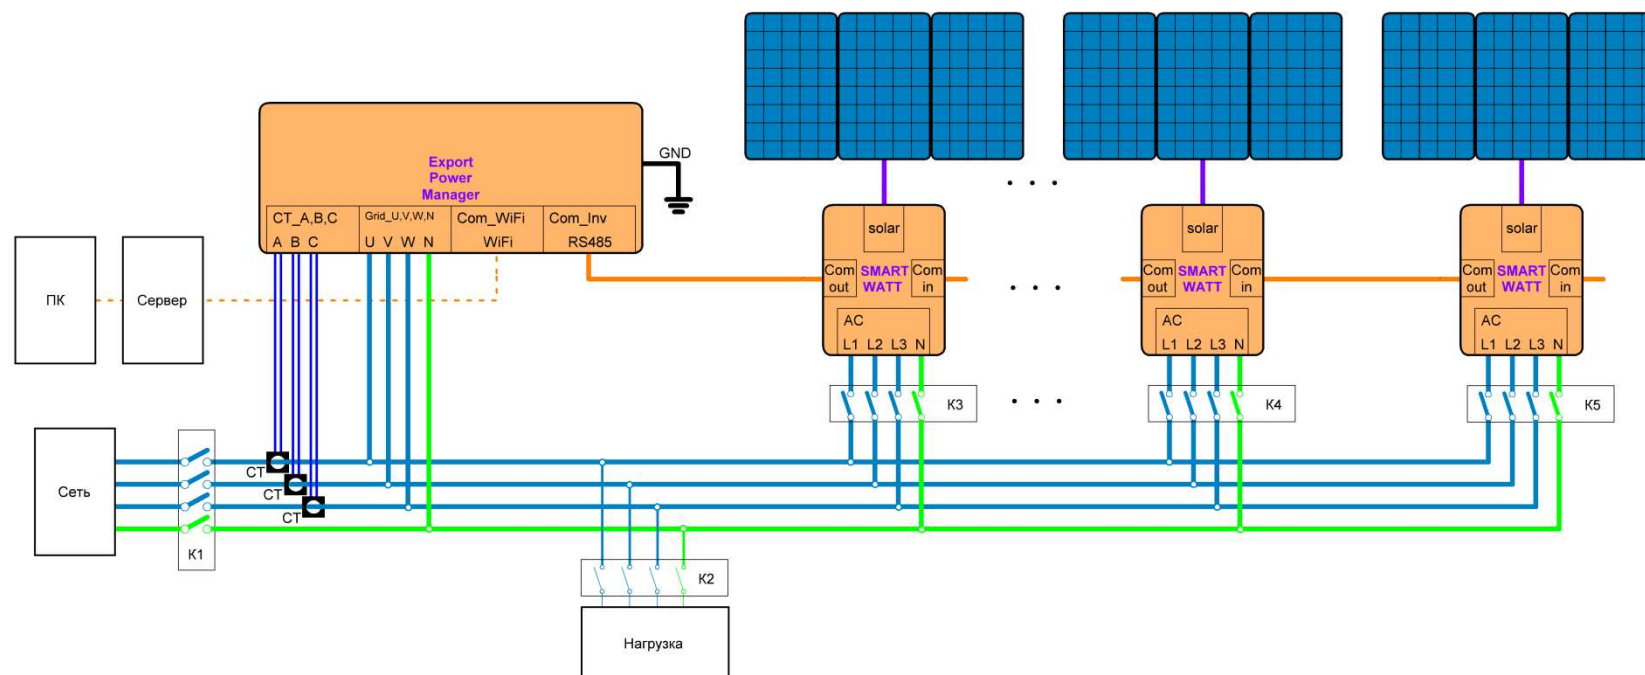 GND
Export
Power
Manager
CT_A,B,C
Grid_U,V,W,N
Com_WiFi
Com_Inv
A B C
U V W N
WiFi
RS485
solar
solar
solar
Com
out
SMART
WATT
Com
in
Com
out
SMART
WATT
Com
in
Com
out
SMART
WATT
Com
in
AC
L1 L2 L3 N
AC
L1 L2 L3 N
AC
L1 L2 L3 N
ПК
Сервер
K3
K4
K5
Сеть
CT
CT
CT
K1
K2
Нагрузка